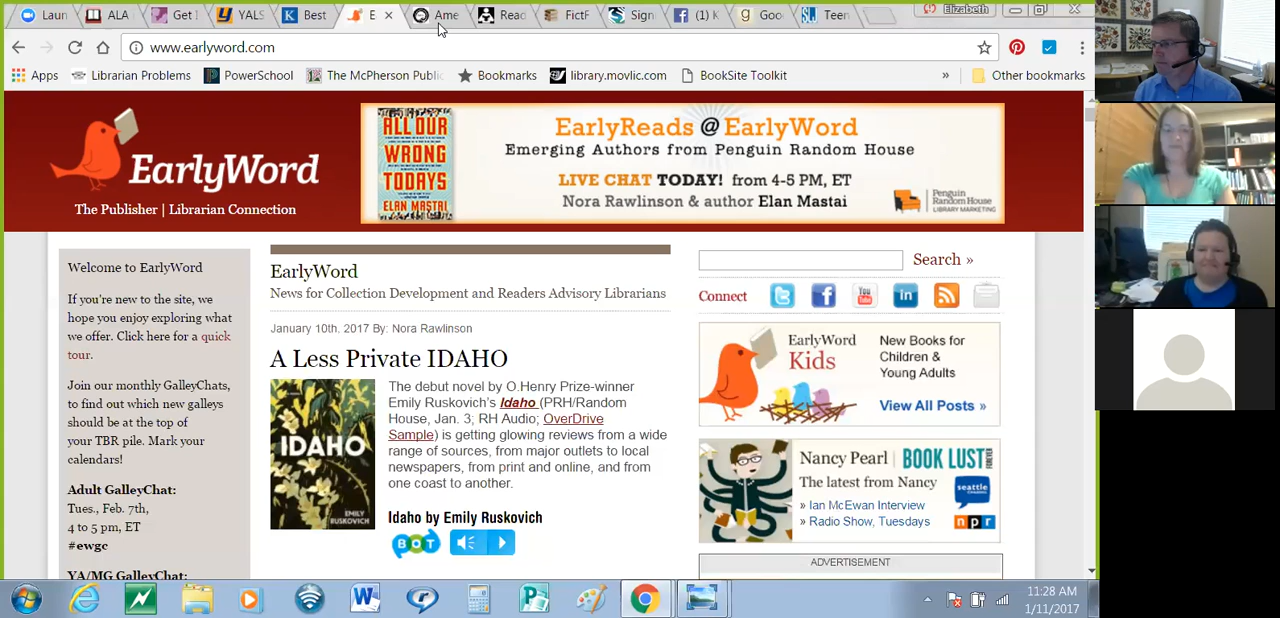 Laun
ALA
Get I
YALS
Best
E
Ame
Read
FictF
Sign
(1)
Goo
Teen
Elizabeth
www.earlyword.com
Apps
Librarian Problems
PowerSchool
The McPherson Publi
Bookmarks
library.movlic.com
BookSite Toolkit
»
Other bookmarks
EarlyWord
The Publisher | Librarian Connection
ALL OUR
WRONG
TODAYS
ELAN MASTAI
EarlyReads @ EarlyWord
Emerging Authors from Penguin Random House
LIVE CHAT TODAY! from 4-5 PM, ET
Nora Rawlinson & author Elan Mastai
Penguin
Random House
LIBRARY MARKETING
Welcome to EarlyWord
If you're new to the site, we
hope you enjoy exploring what
we offer. Click here for a quick
tour.
Join our monthly GalleyChats,
to find out which new galleys
should be at the top of
your TBR pile. Mark your
calendars!
Adult GalleyChat:
Tues., Feb. 7th,
4 to 5 pm, ET
#ewgc
YA/MG GalleyChat:
EarlyWord
News for Collection Development and Readers Advisory Librarians
January 10th, 2017 By: Nora Rawlinson
A Less Private IDAHO
IDAHO
EMILY
RUSKOVICH
The debut novel by O.Henry Prize-winner
Emily Ruskovich's Idaho (PRH/Random
House, Jan. 3; RH Audio; OverDrive
Sample) is getting glowing reviews from a wide
range of sources, from major outlets to local
newspapers, from print and online, and from
one coast to another.
Idaho by Emily Ruskovich
BOT
Search »
Connect
EarlyWord
Kids
New Books for
Children &
Young Adults
View All Posts »
Nancy Pearl
BOOK LUST
FOREVER
The latest from Nancy
» Ian McEwan Interview
» Radio Show, Tuesdays
seattle
npr
ADVERTISEMENT
11:28 AM
1/11/2017